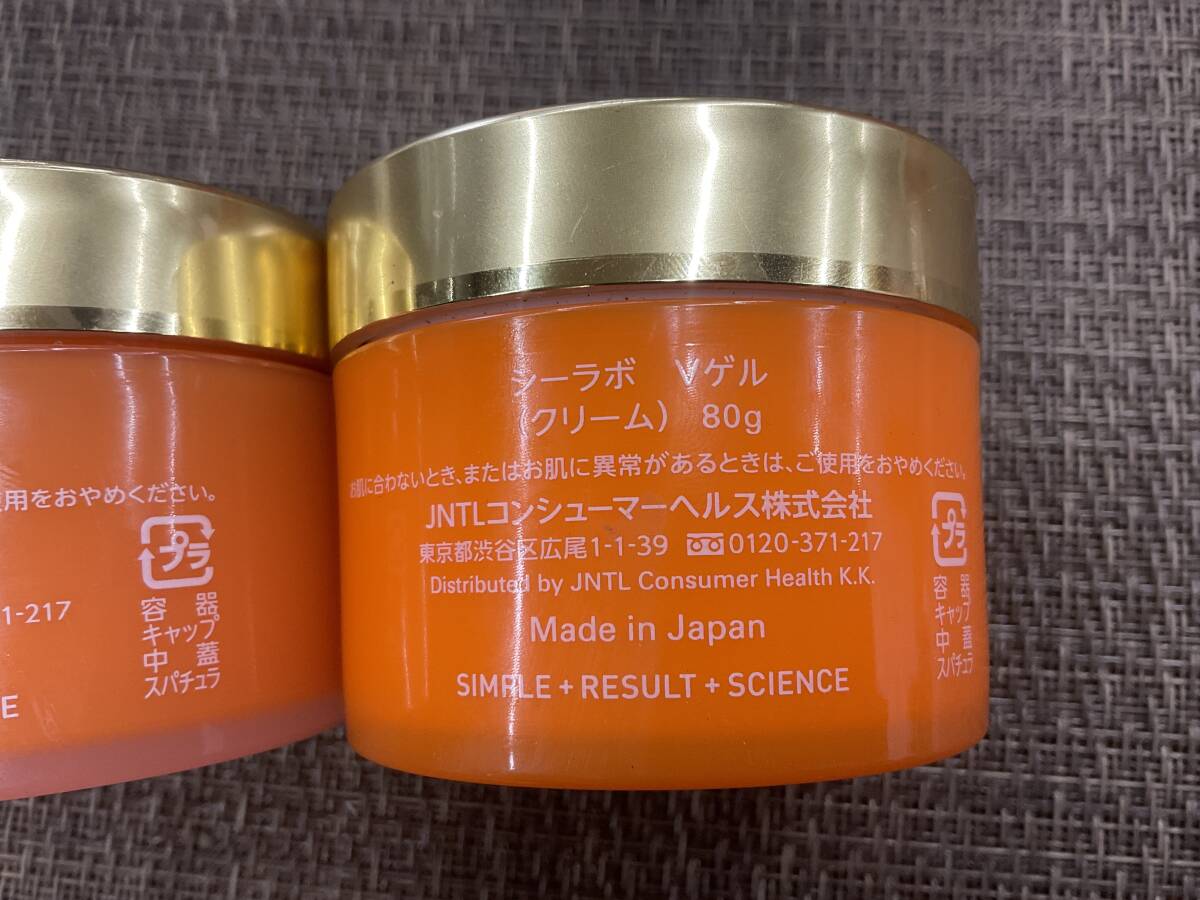 用をおやめください。
プラ
1-217
容器
キャップ
中蓋
スパチュラ
E
シーラボ Vゲル
(クリーム) 80g
お肌に合わないとき、またはお肌に異常があるときは、ご使用をおやめください。
JNTLコンシューマーヘルス株式会社
東京都渋谷区広尾1-1-39 0120-371-217
Distributed by JNTL Consumer Health K.K.
Made in Japan
SIMPLE + RESULT + SCIENCE
プラ
容器
キャップ
中蓋
スパチュラ